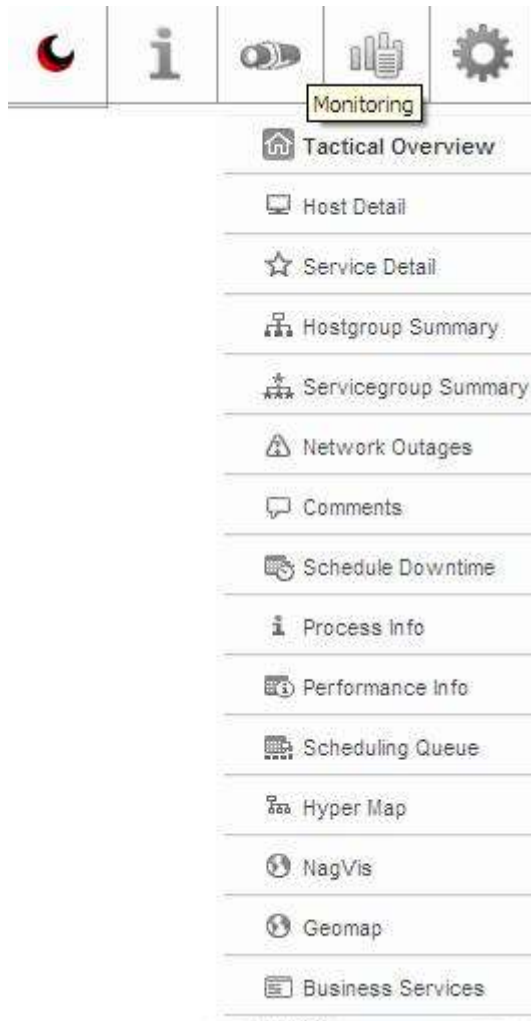 Monitoring
Tactical Overview
Host Detail
Service Detail
Hostgroup Summary
Servicegroup Summary
Network Outages
Comments
Schedule Downtime
Process Info
Performance Info
Scheduling Queue
Hyper Map
NagVis
Geomap
Business Services